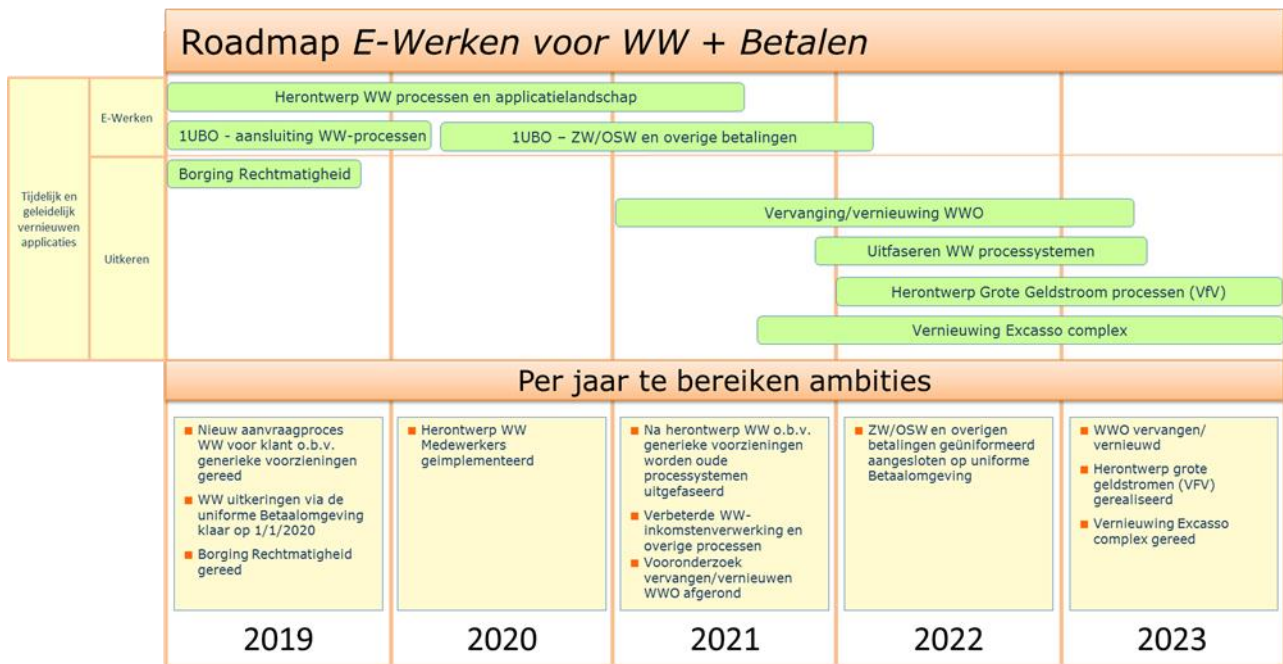 Roadmap E-Werken voor WW + Betalen
Tijdelijk en
geleidelijk
vernieuwen
applicaties
E-Werken
Herontwerp WW processen en applicatielandschap
1UBO - aansluiting WW-processen
1UBO – ZW/OSW en overige betalingen
Uitkeren
Borging Rechtmatigheid
Vervanging/vernieuwing WWO
Uitfaseren WW processystemen
Herontwerp Grote Geldstroom processen (VfV)
Vernieuwing Excasso complex
Per jaar te bereiken ambities
Nieuw aanvraagproces
WW voor klant o.b.v.
generieke voorzieningen
gereed
WW uitkeringen via de
uniforme Betaalomgeving
klaar op 1/1/2020
Borging Rechtmatigheid
gereed
Herontwerp WW
Medewerkers
geimplementeerd
Na herontwerp WW o.b.v.
generieke voorzieningen
worden oude
processystemen
uitgefaseerd
Verbeterde WW-
inkomstenverwerking en
overige processen
Vooronderzoek
vervangen/vernieuwen
WWO afgerond
ZW/OSW en overigen
betalingen geüniformeerd
aangesloten op uniforme
Betaalomgeving
WWO vervangen/
vernieuwd
Herontwerp grote
geldstromen (VFV)
gerealiseerd
Vernieuwing Excasso
complex gereed
2019
2020
2021
2022
2023